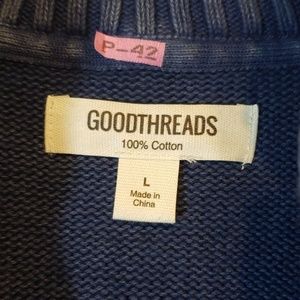 P-42
GOODTHREADS
100% Cotton
L
Made in
China